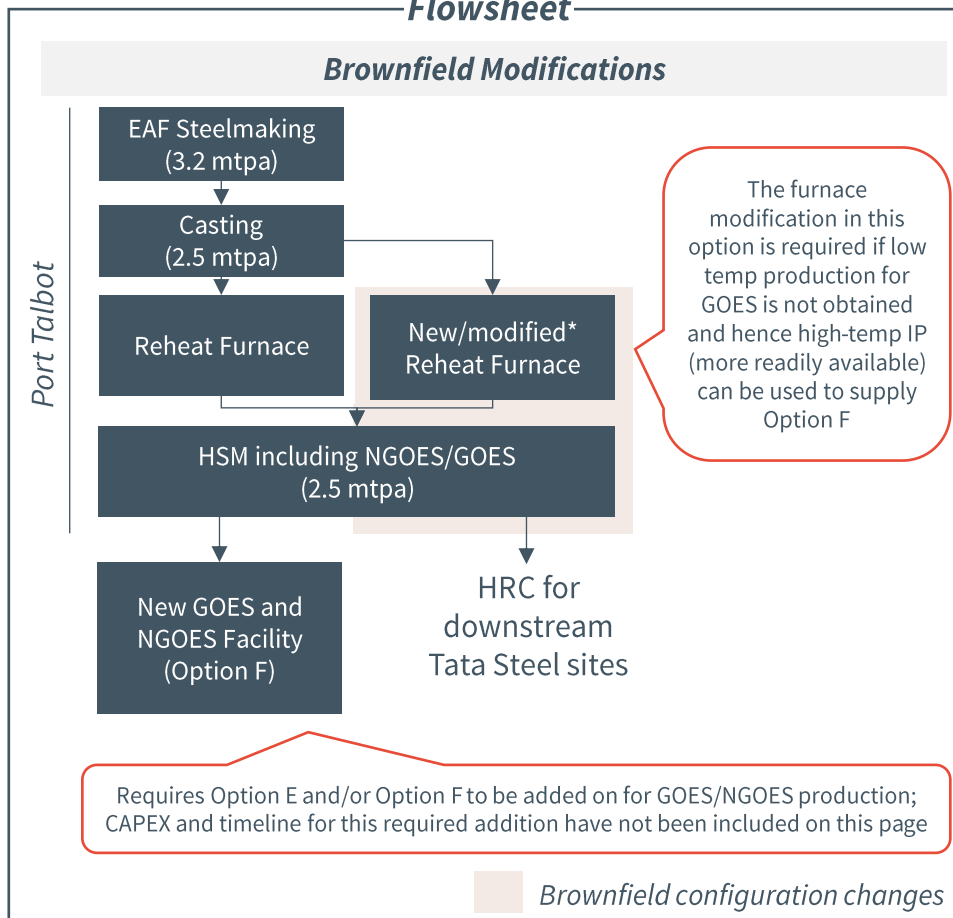 Flowsheet
Brownfield Modifications
Port Talbot
EAF Steelmaking
(3.2 mtpa)
Casting
(2.5 mtpa)
Reheat Furnace
New/modified*
Reheat Furnace
HSM including NGOES/GOES
(2.5 mtpa)
The furnace
modification in this
option is required if low
temp production for
GOES is not obtained
and hence high-temp IP
(more readily available)
can be used to supply
Option F
New GOES and
NGOES Facility
(Option F)
HRC for
downstream
Tata Steel sites
Requires Option E and/or Option F to be added on for GOES/NGOES production;
CAPEX and timeline for this required addition have not been included on this page
Brownfield configuration changes